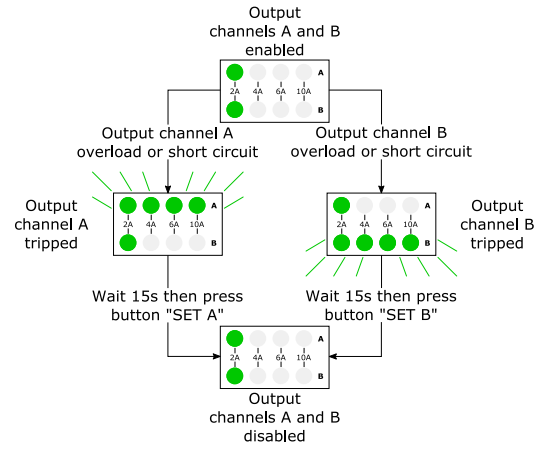 Output
channels A and B
enabled
A
2A 4A 6A 10A
B
Output channel A
overload or short circuit
Output channel B
overload or short circuit
Output
channel A
tripped
A
2A 4A 6A 10A
B
A
2A 4A 6A 10A
B
Output
channel B
tripped
Wait 15s then press
button "SET A"
Wait 15s then press
button "SET B"
A
2A 4A 6A 10A
B
Output
channels A and B
disabled